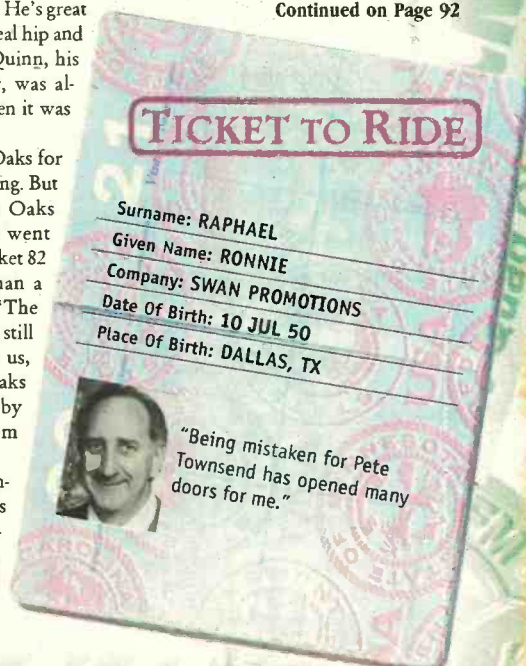 Continued on Page 92
He's great
eal hip and
Quinn, his
, was al-
en it was
Oaks for
ng. But
Oaks
went
ket 82
an a
"The
still
us,
aks
by
m
n-
s
TICKET TO RIDE
Surname: RAPHAEL
Given Name: RONNIE
Company: SWAN PROMOTIONS
Date Of Birth: 10 JUL 50
Place Of Birth: DALLAS, TX
"Being mistaken for Pete
Townsend has opened many
doors for me."